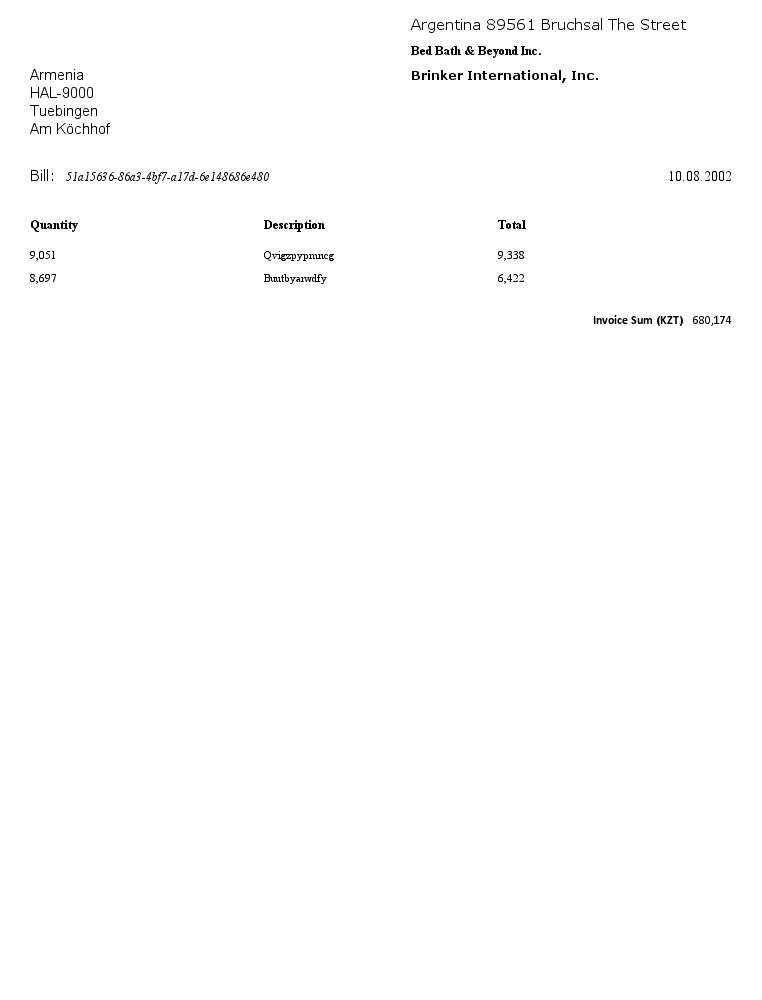 Argentina 89561 Bruchsal The Street
Bed Bath & Beyond Inc.
Brinker International, Inc.
Armenia
HAL-9000
Tuebingen
Am Köchhof
Bill: 51a15636-86a3-4bf7-a17d-6e148686e480 10.08.2002
Quantity Description Total
9,051 Qvigzpypmncg 9,338
8,697 Buutbyarwdfy 6,422
Invoice Sum (KZT) 680,174